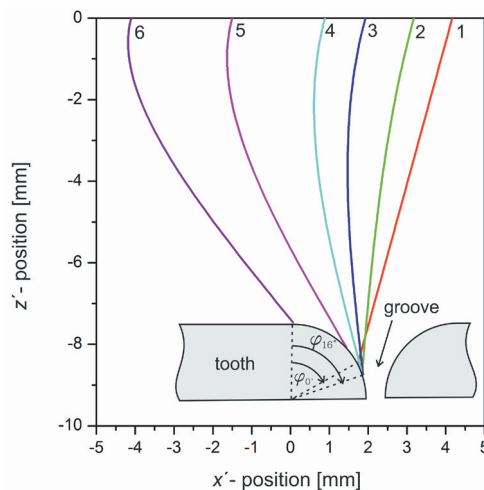 6 5 4 3 2 1
0
-2
-4
-6
-8
-10
z´- position [mm]
groove
tooth
φ16°
φ0°
-5 -4 -3 -2 -1 0 1 2 3 4 5
x´- position [mm]